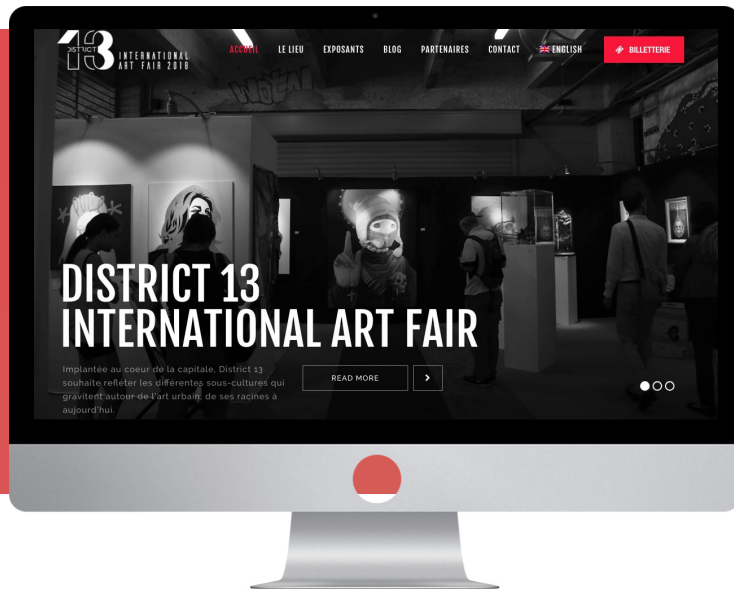 DISTRICT
13
INTERNATIONAL
ART FAIR 2018
ACCUEIL LE LIEU EXPOSANTS BLOG PARTENAIRES CONTACT ENGLISH BILLETTERIE
DISTRICT 13
INTERNATIONAL ART FAIR
Implantée au coeur de la capitale, District 13
souhaite refléter les différentes sous-cultures qui
gravitent autour de l'art urbain, de ses racines à
aujourd'hui.
READ MORE